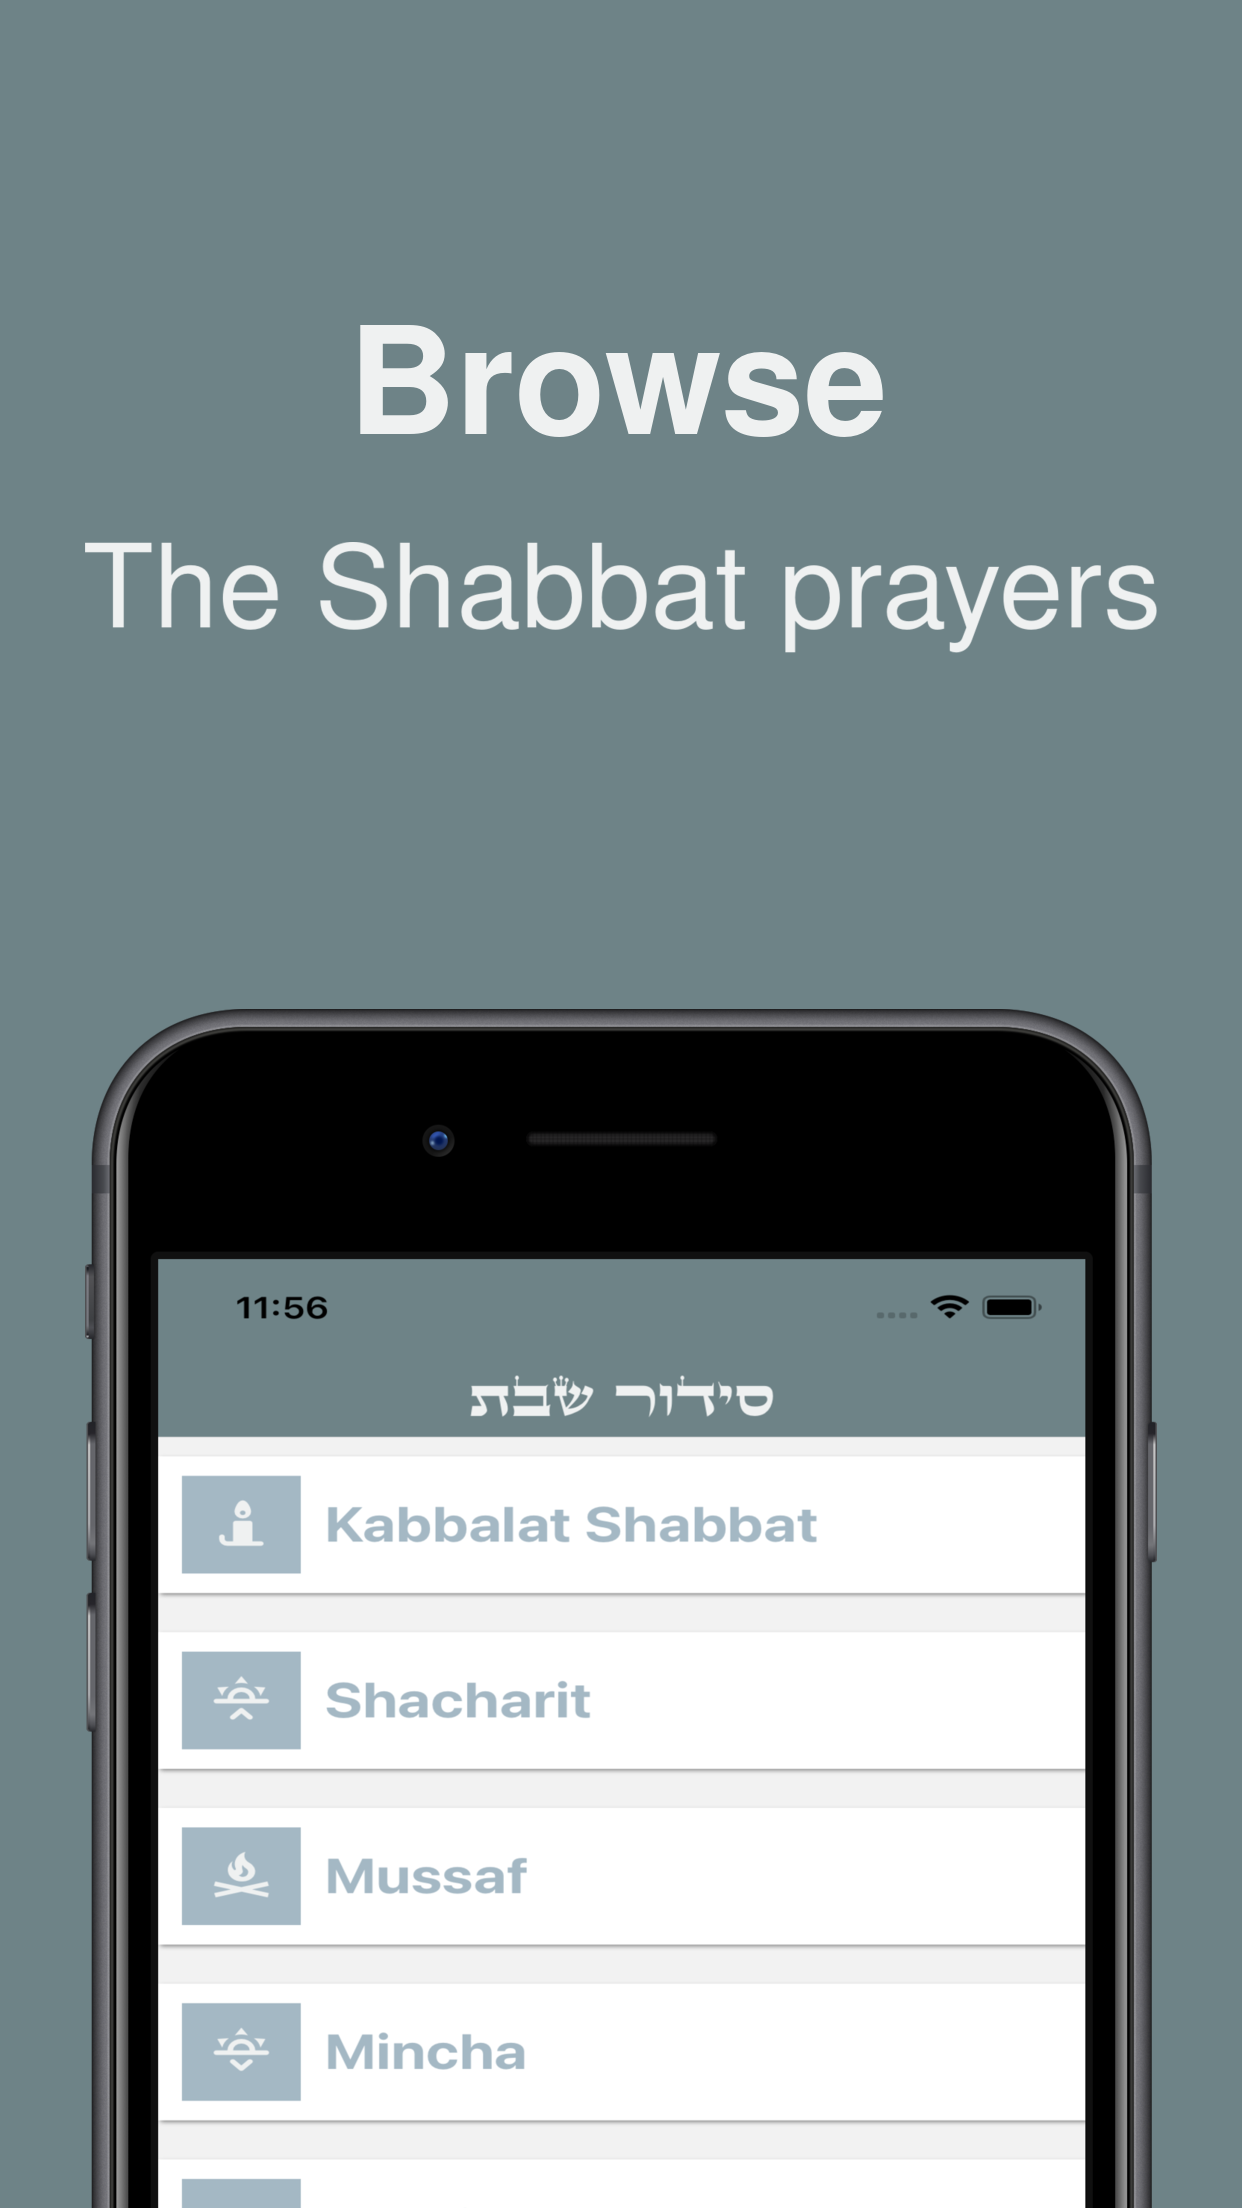 Browse
The Shabbat prayers
11:56
סידור שבת
Kabbalat Shabbat
Shacharit
Mussaf
Mincha